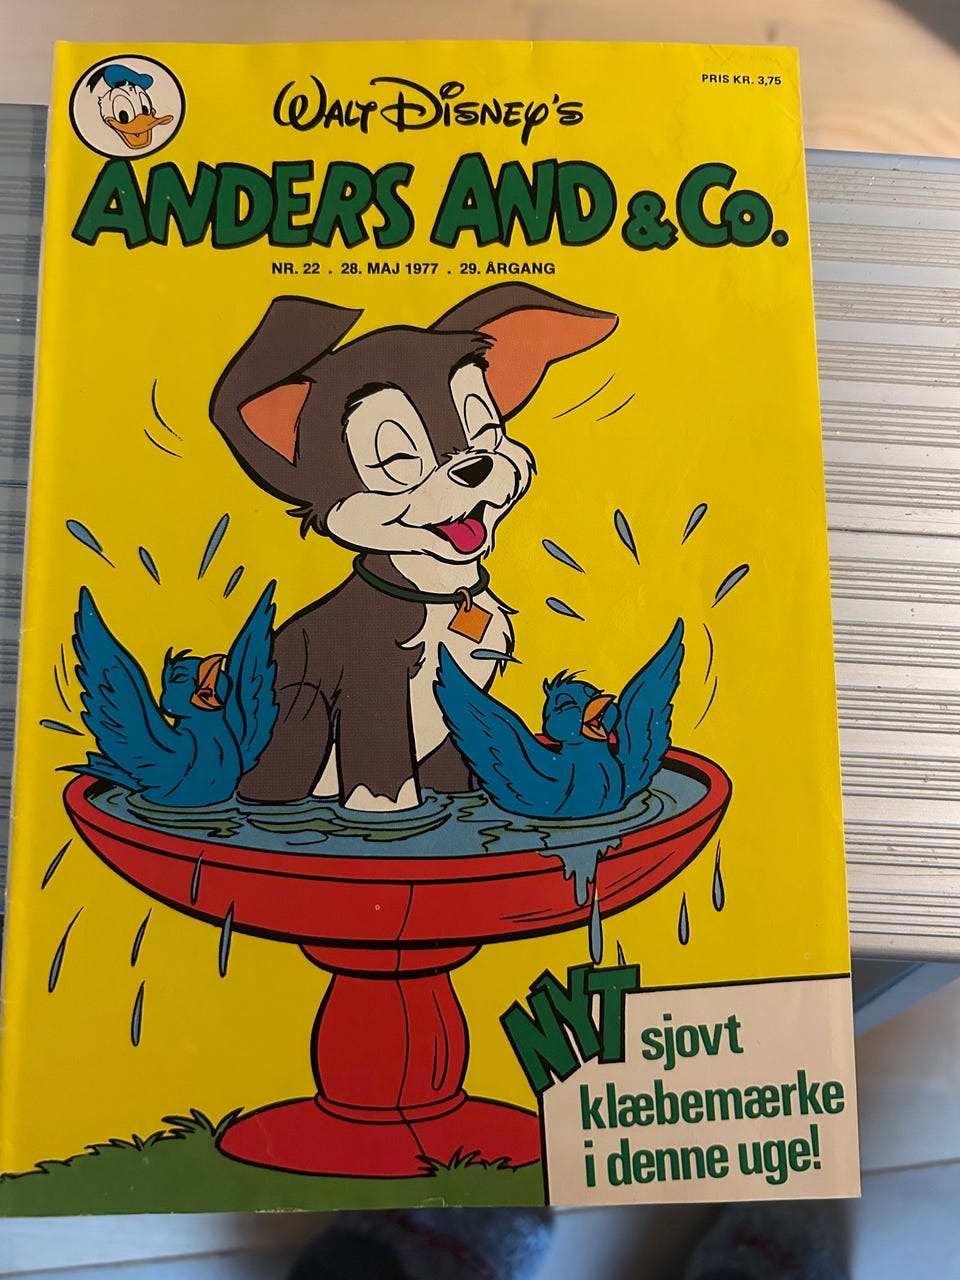 PRIS KR. 3,75
WALT DISNEY'S
ANDERS AND & CO.
NR. 22 . 28. MAJ 1977 . 29. ÅRGANG
NYT sjovt
klæbemærke
i denne uge!